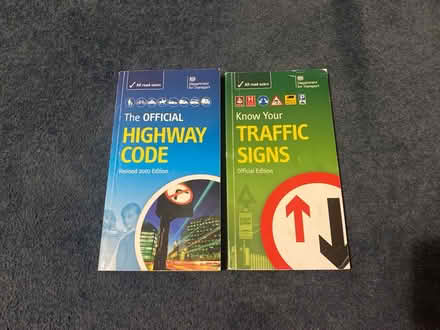 All road users
Department for Transport
The OFFICIAL
HIGHWAY
CODE
Revised 2007 Edition
All road users
Department for Transport
Know Your
TRAFFIC
SIGNS
Official Edition